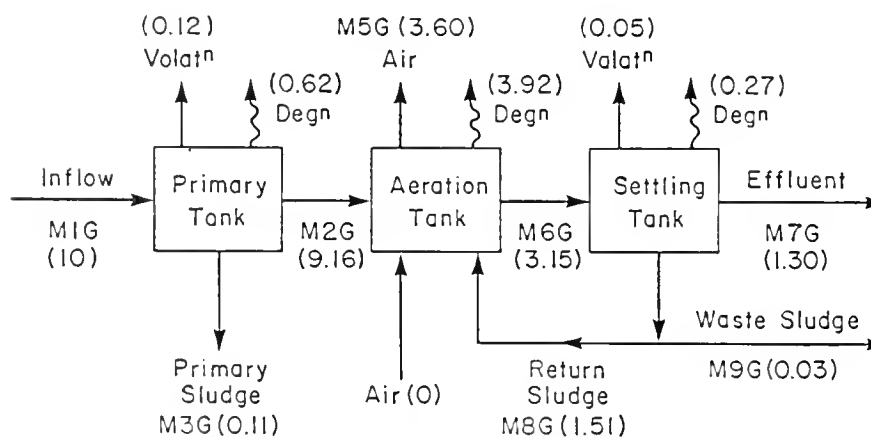 (0.12)
Volatⁿ
(0.62)
Degn
M5G (3.60)
Air
(3.92)
Degn
(0.05)
Valatⁿ
(0.27)
Degn
Inflow
M1G
(10)
Primary
Tank
M2G
(9.16)
Aeration
Tank
M6G
(3.15)
Settling
Tank
Effluent
M7G
(1.30)
Primary
Sludge
M3G (0.11)
Air (0)
Return
Sludge
M8G (1.51)
Waste Sludge
M9G (0.03)